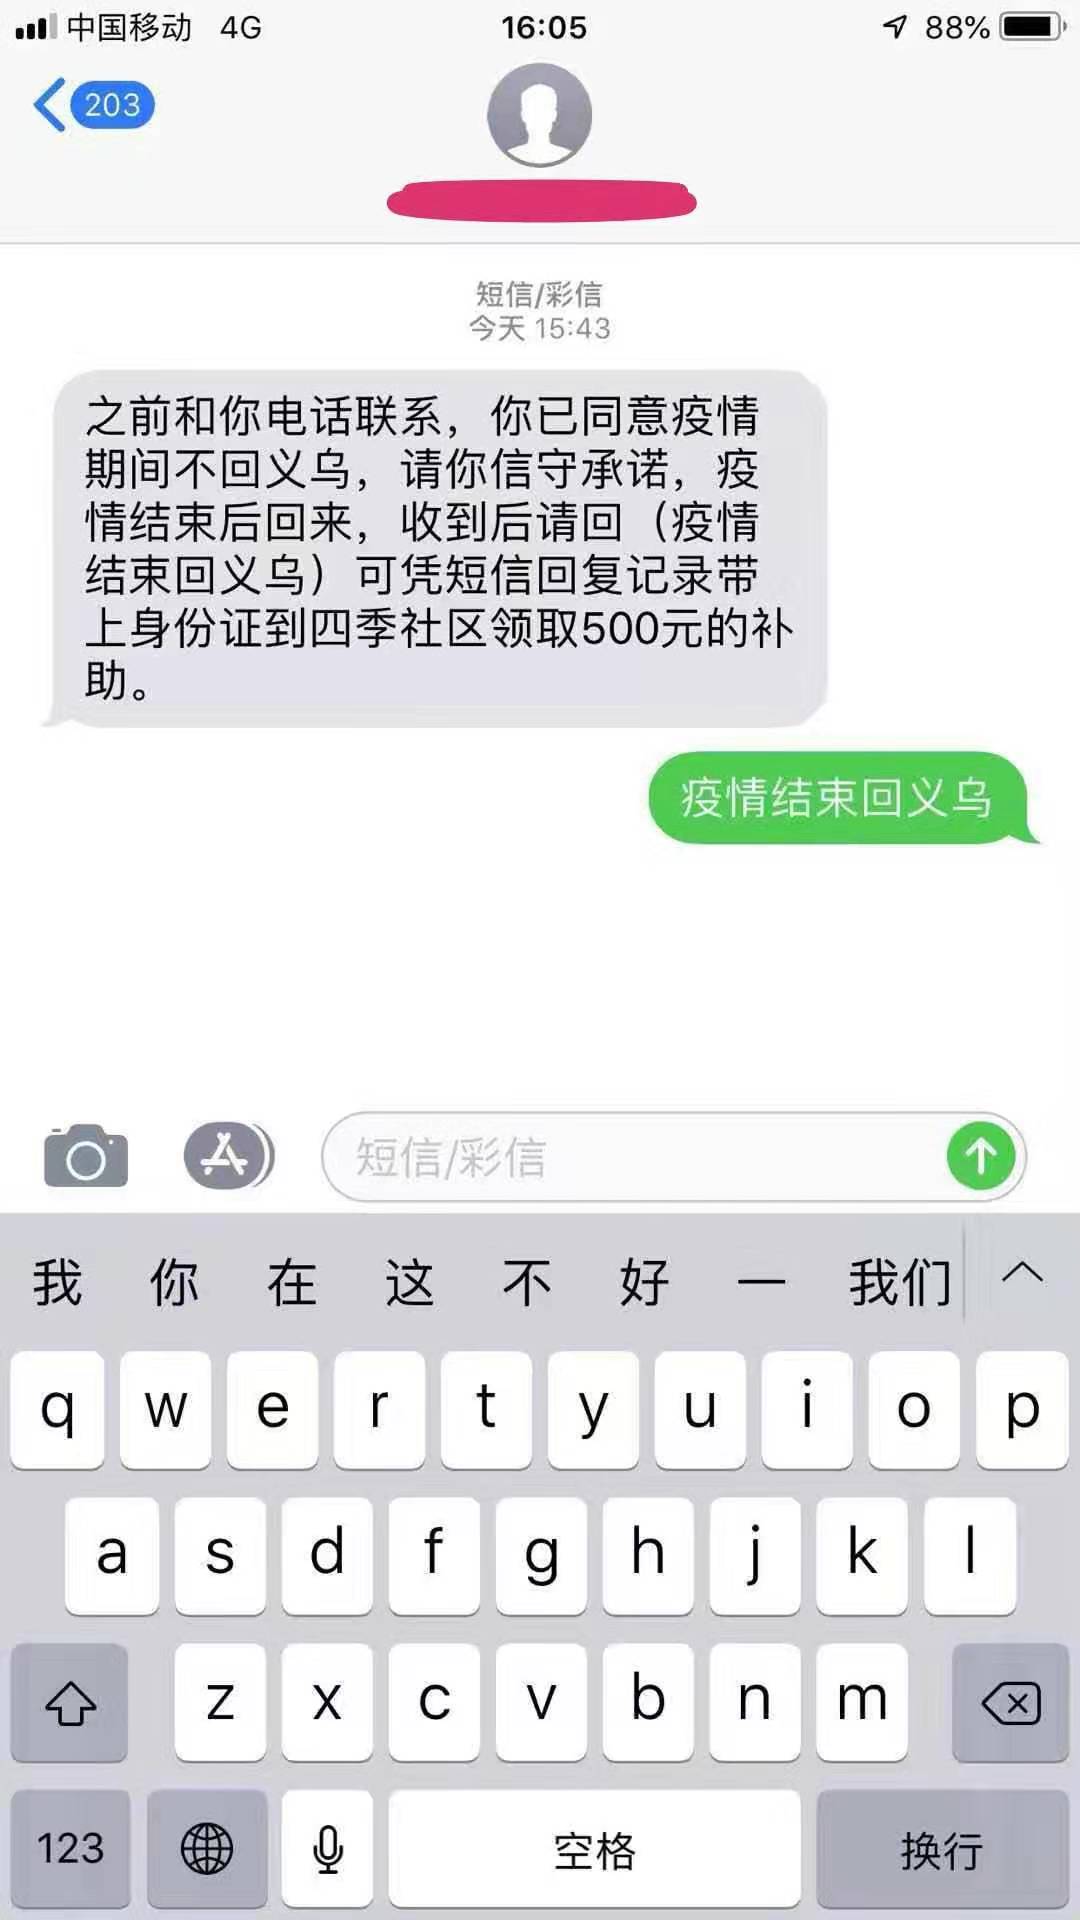 中国移动 4G 16:05 88%
203
短信/彩信
今天 15:43
之前和你电话联系，你已同意疫情
期间不回义乌，请你信守承诺，疫
情结束后回来，收到后请回（疫情
结束回义乌）可凭短信回复记录带
上身份证到四季社区领取500元的补
助。
疫情结束回义乌
短信/彩信
我 你 在 这 不 好 一 我们
q w e r t y u i o p
a s d f g h j k l
z x c v b n m
123 空格 换行